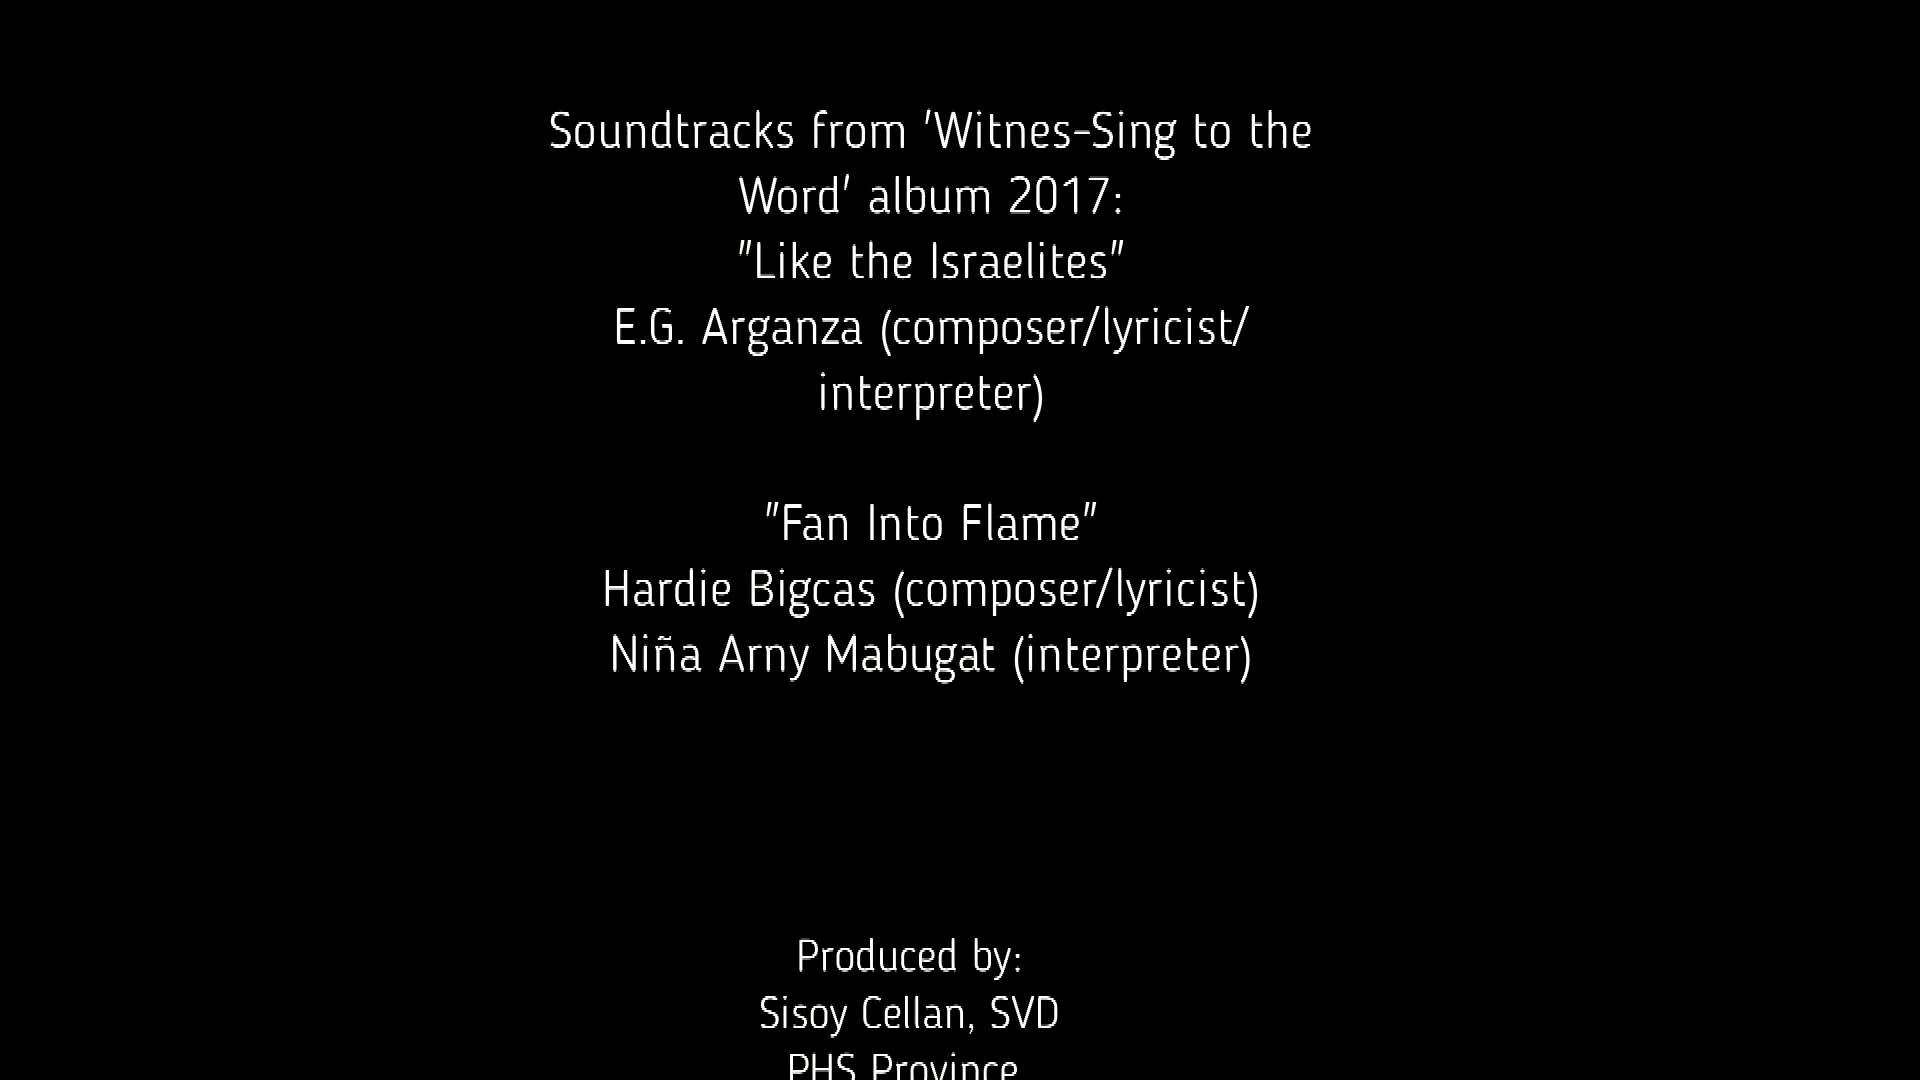 Soundtracks from 'Witnes-Sing to the
Word' album 2017:
"Like the Israelites"
E.G. Arganza (composer/lyricist/
interpreter)
"Fan Into Flame"
Hardie Bigcas (composer/lyricist)
Niña Arny Mabugat (interpreter)
Produced by:
Sisoy Cellan, SVD
PHS Province